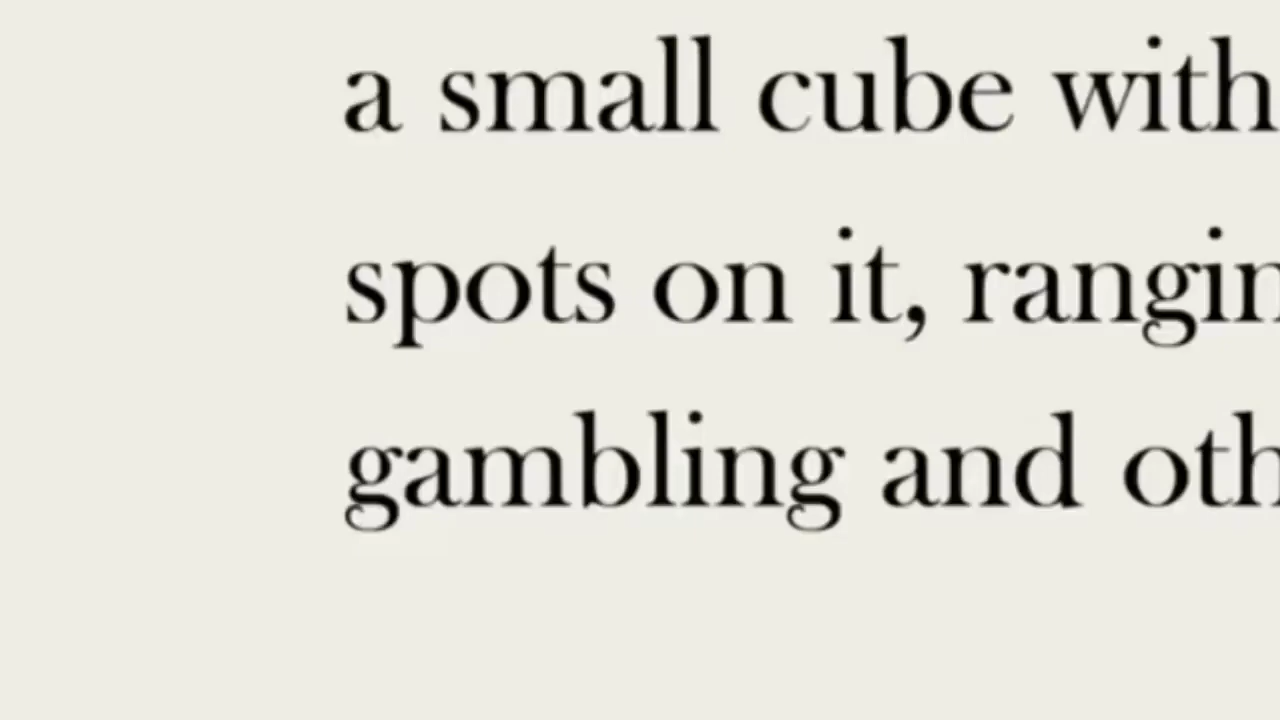 a small cube with
spots on it, rangin
gambling and oth